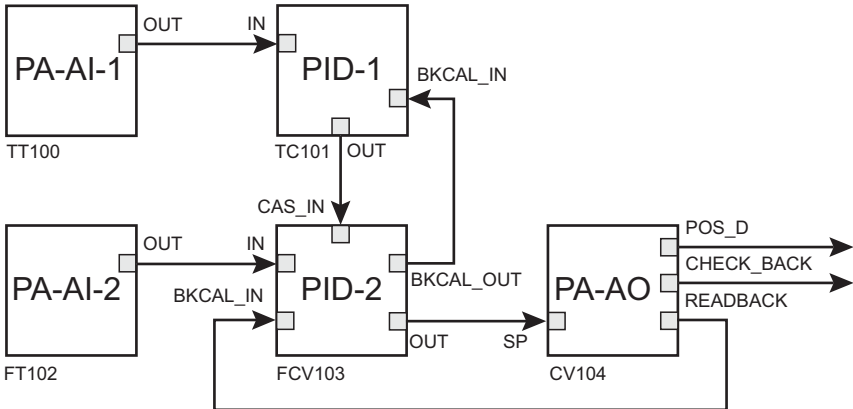 OUT IN
PA-AI-1 PID-1
BKCAL_IN
TT100 TC101 OUT
CAS_IN
OUT IN POS_D
PA-AI-2 PID-2 PA-AO
BKCAL_OUT CHECK_BACK
BKCAL_IN READBACK
OUT SP
FT102 FCV103 CV104